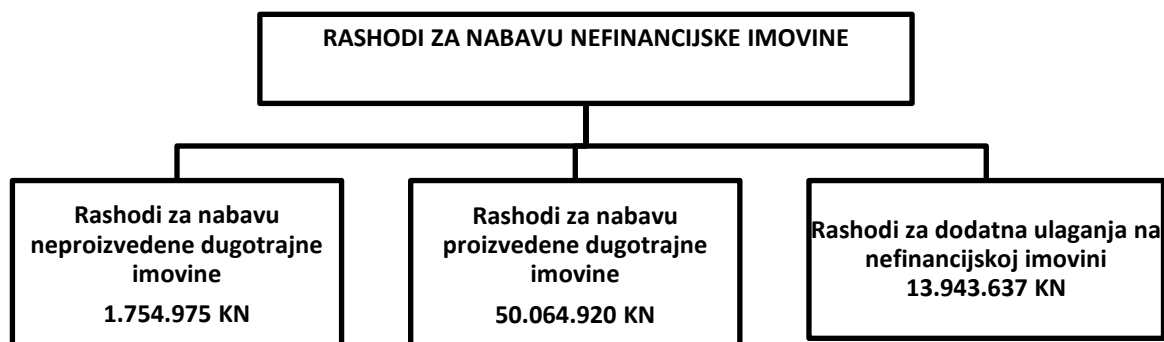 RASHODI ZA NABAVU NEFINANCIJSKE IMOVINE
Rashodi za nabavu
neproizvedene dugotrajne
imovine
1.754.975 KN
Rashodi za nabavu
proizvedene dugotrajne
imovine
50.064.920 KN
Rashodi za dodatna ulaganja na
nefinancijskoj imovini
13.943.637 KN